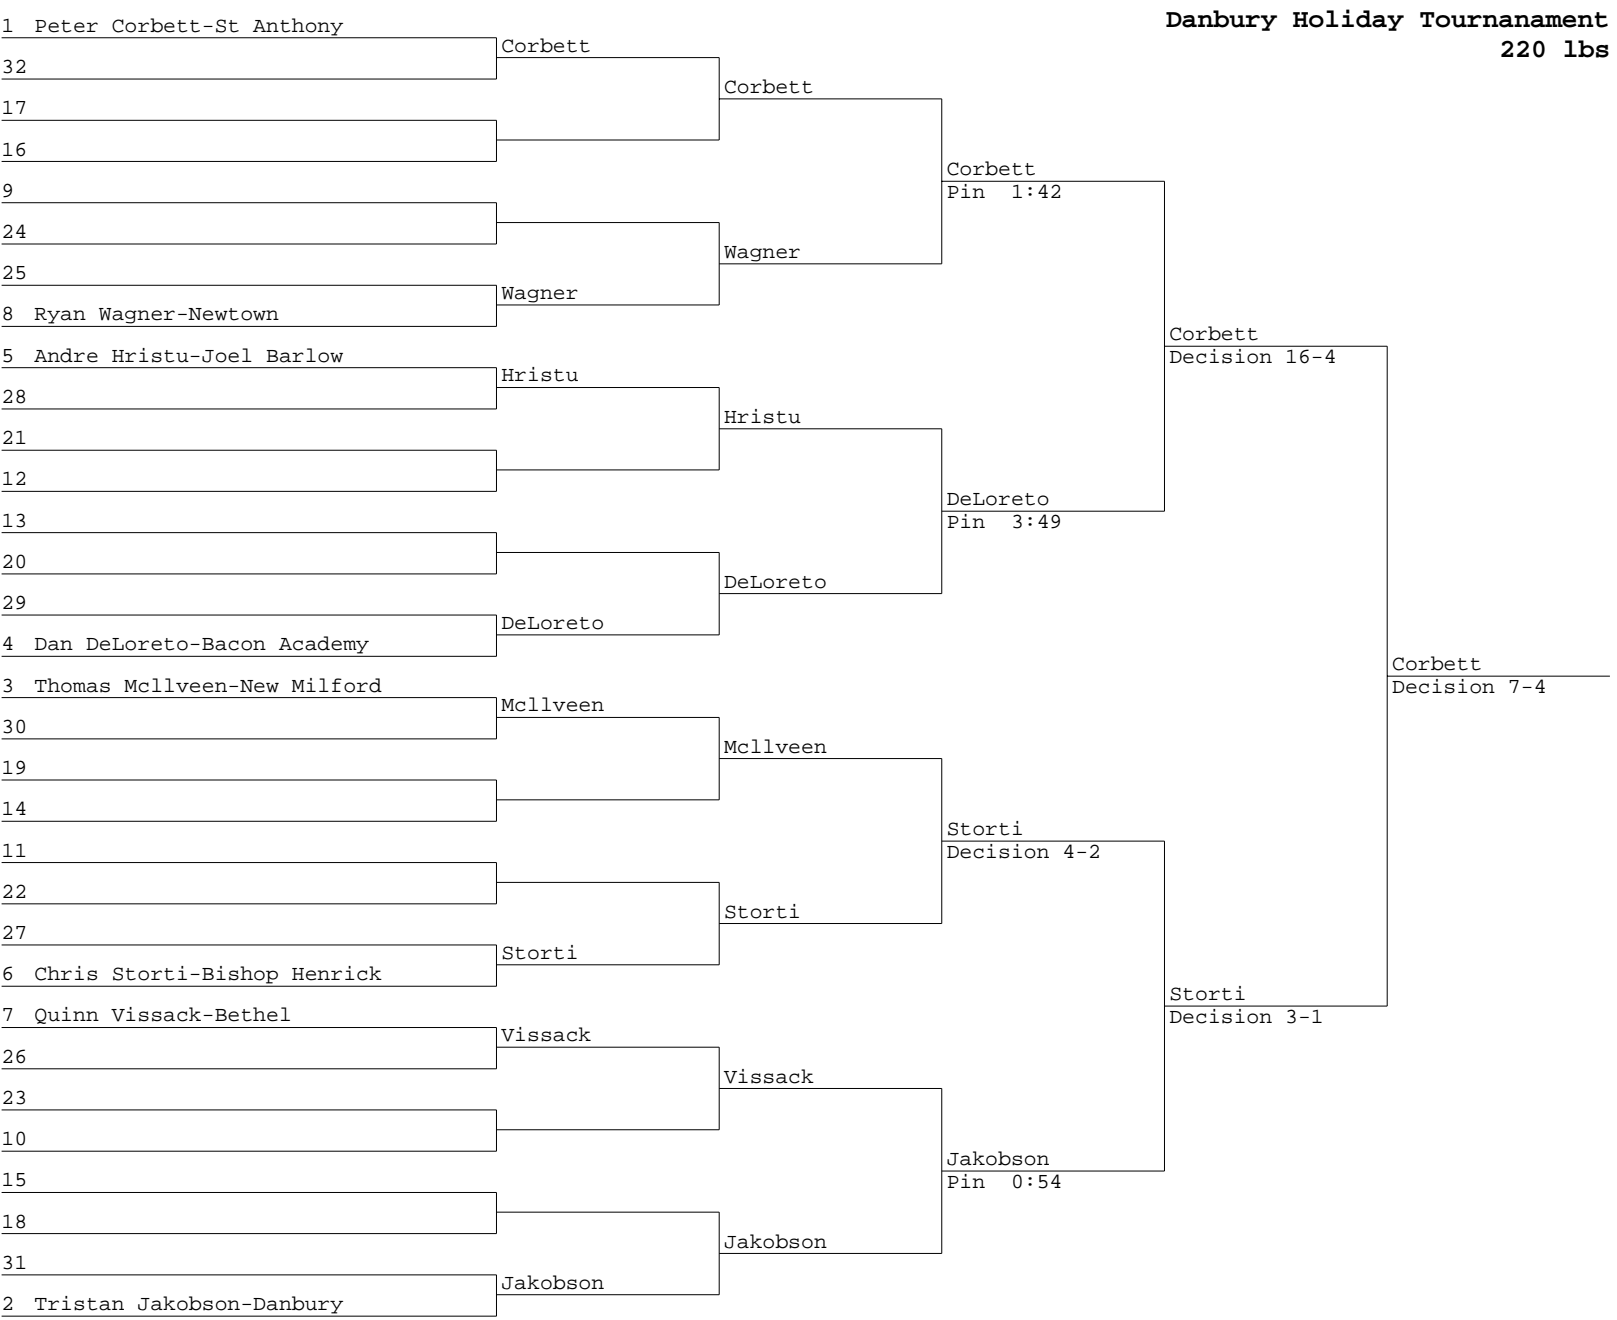 Danbury Holiday Tournanament
220 lbs
1 Peter Corbett-St Anthony
32
17
16
9
24
25
8 Ryan Wagner-Newtown
5 Andre Hristu-Joel Barlow
28
21
12
13
20
29
4 Dan DeLoreto-Bacon Academy
3 Thomas Mcllveen-New Milford
30
19
14
11
22
27
6 Chris Storti-Bishop Henrick
7 Quinn Vissack-Bethel
26
23
10
15
18
31
2 Tristan Jakobson-Danbury
Corbett
Wagner
Hristu
DeLoreto
Mcllveen
Storti
Vissack
Jakobson
Corbett
Wagner
Hristu
DeLoreto
Mcllveen
Storti
Vissack
Jakobson
Corbett
Pin 1:42
DeLoreto
Pin 3:49
Storti
Decision 4-2
Jakobson
Pin 0:54
Corbett
Decision 16-4
Storti
Decision 3-1
Corbett
Decision 7-4